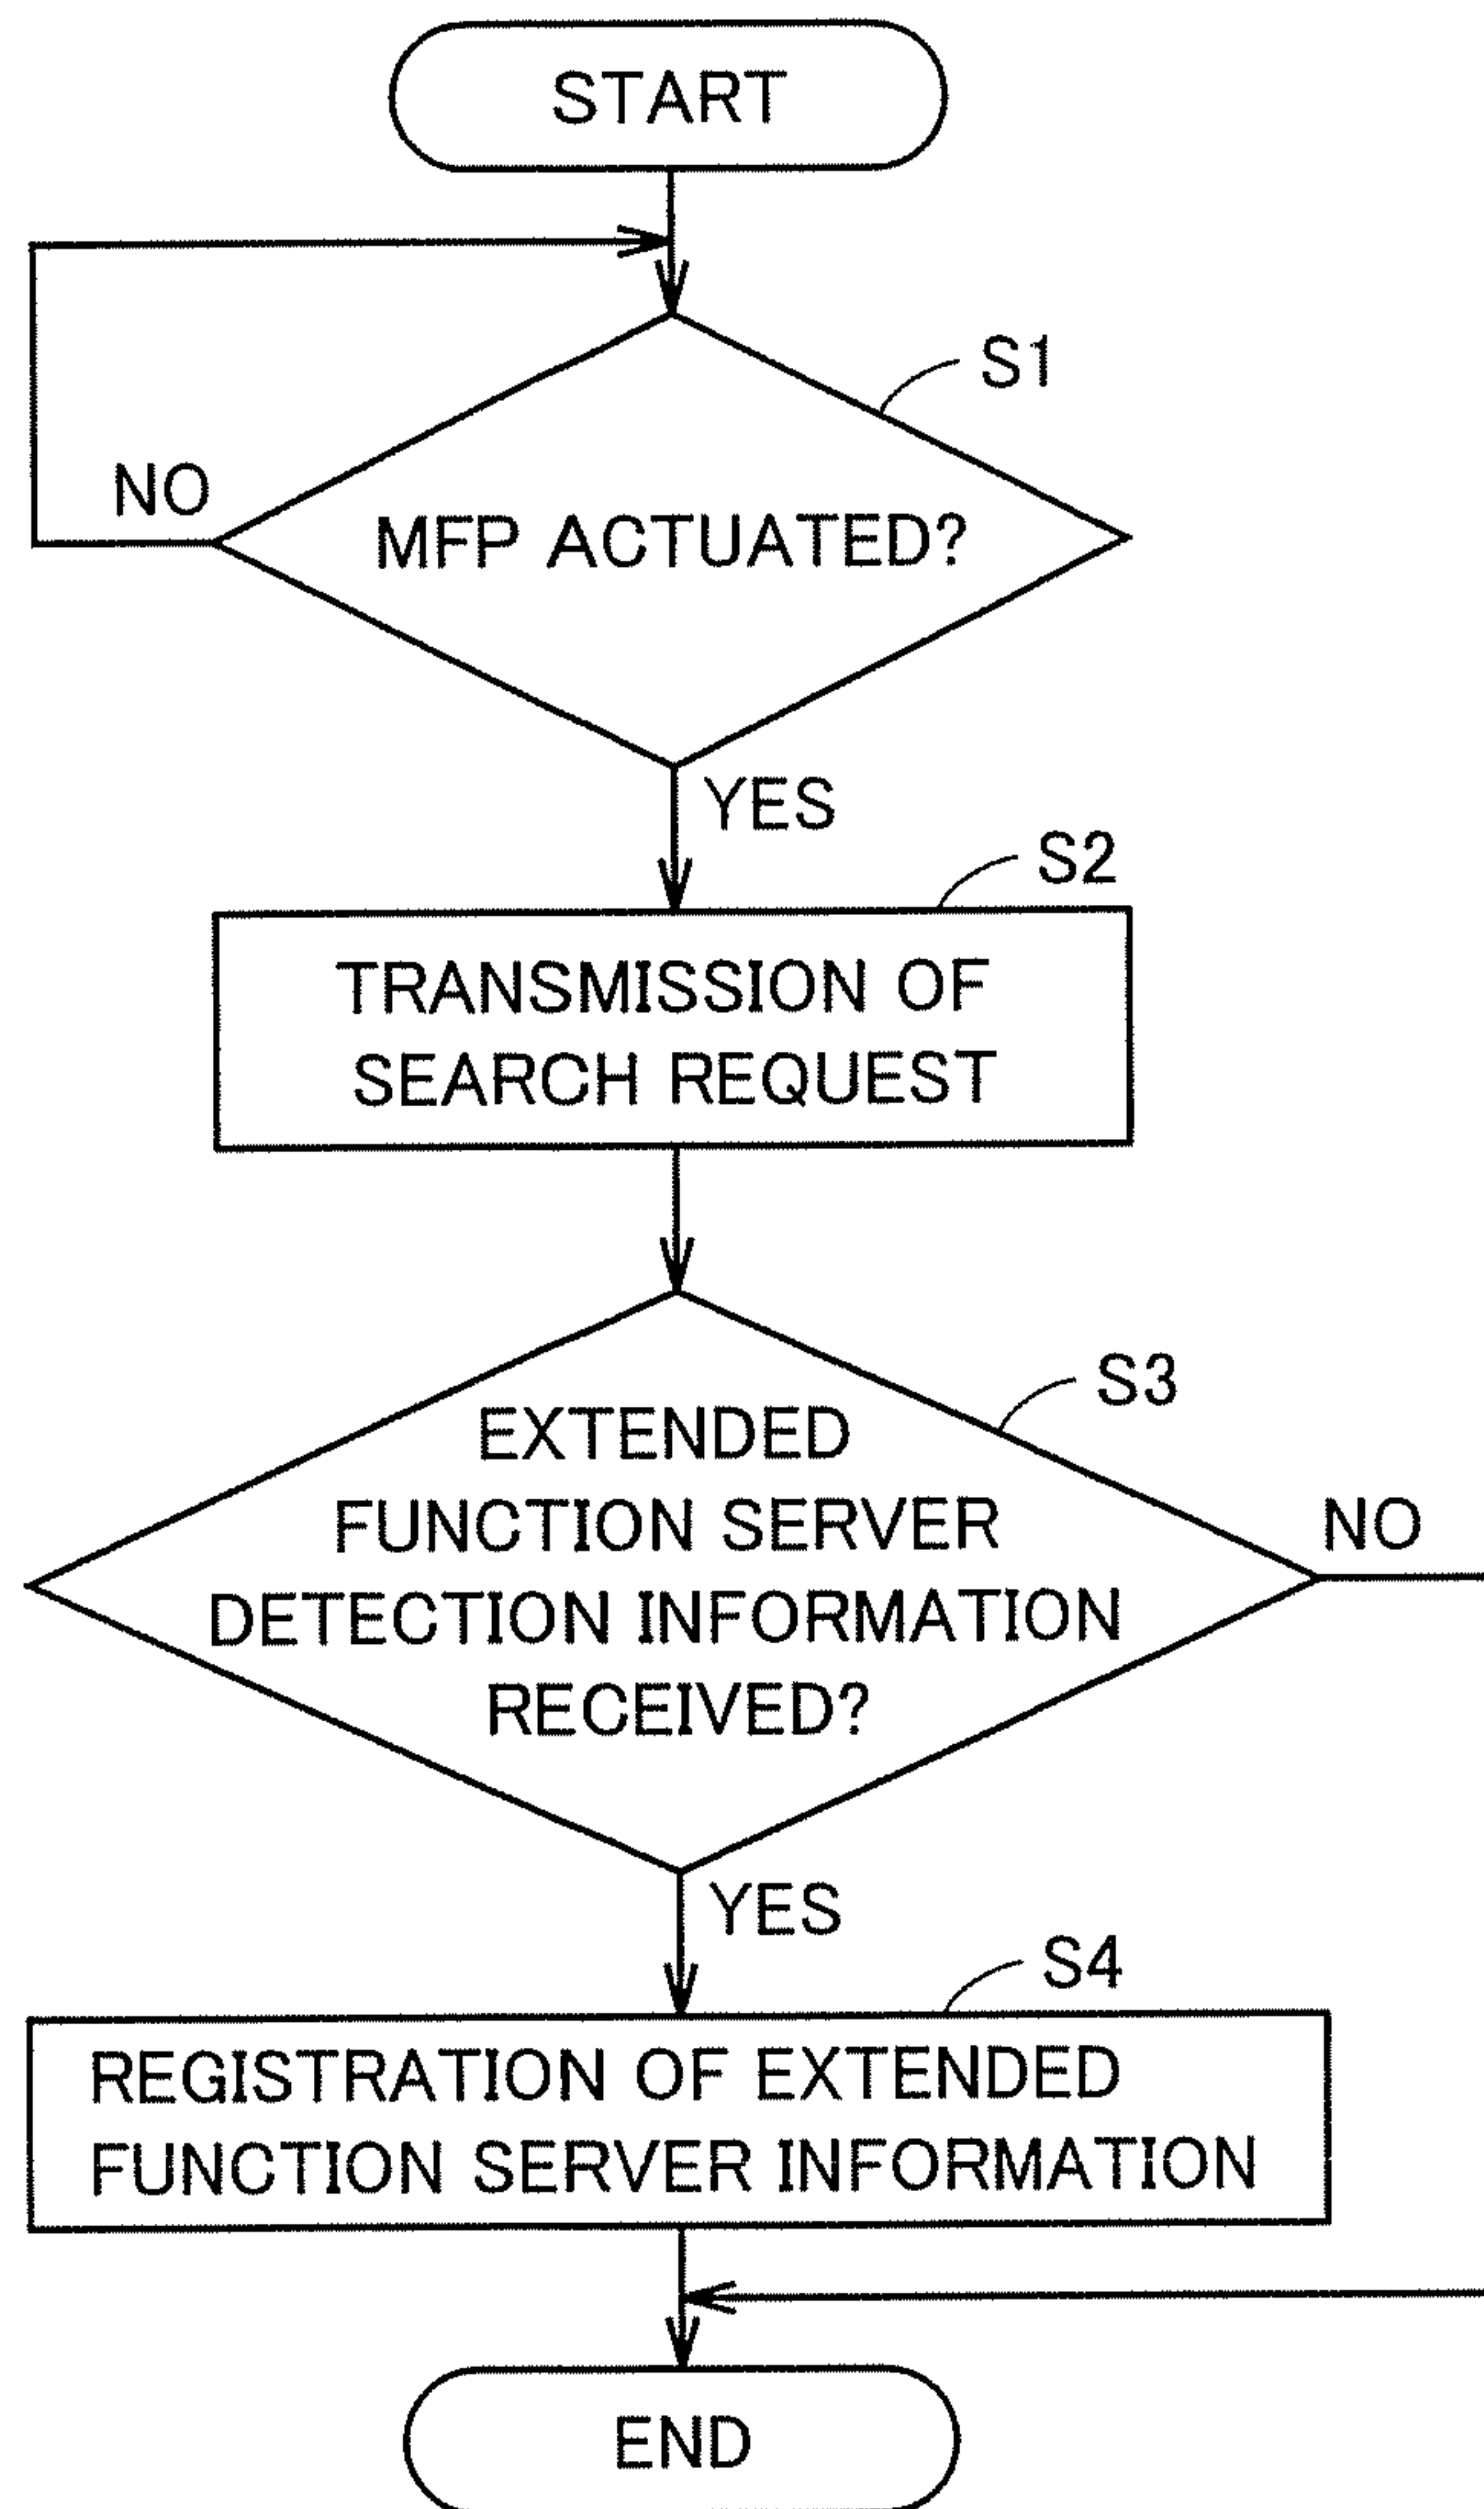 START
S1
NO
MFP ACTUATED?
YES
S2
TRANSMISSION OF
SEARCH REQUEST
S3
EXTENDED
FUNCTION SERVER
DETECTION INFORMATION
RECEIVED?
NO
YES
S4
REGISTRATION OF EXTENDED
FUNCTION SERVER INFORMATION
END